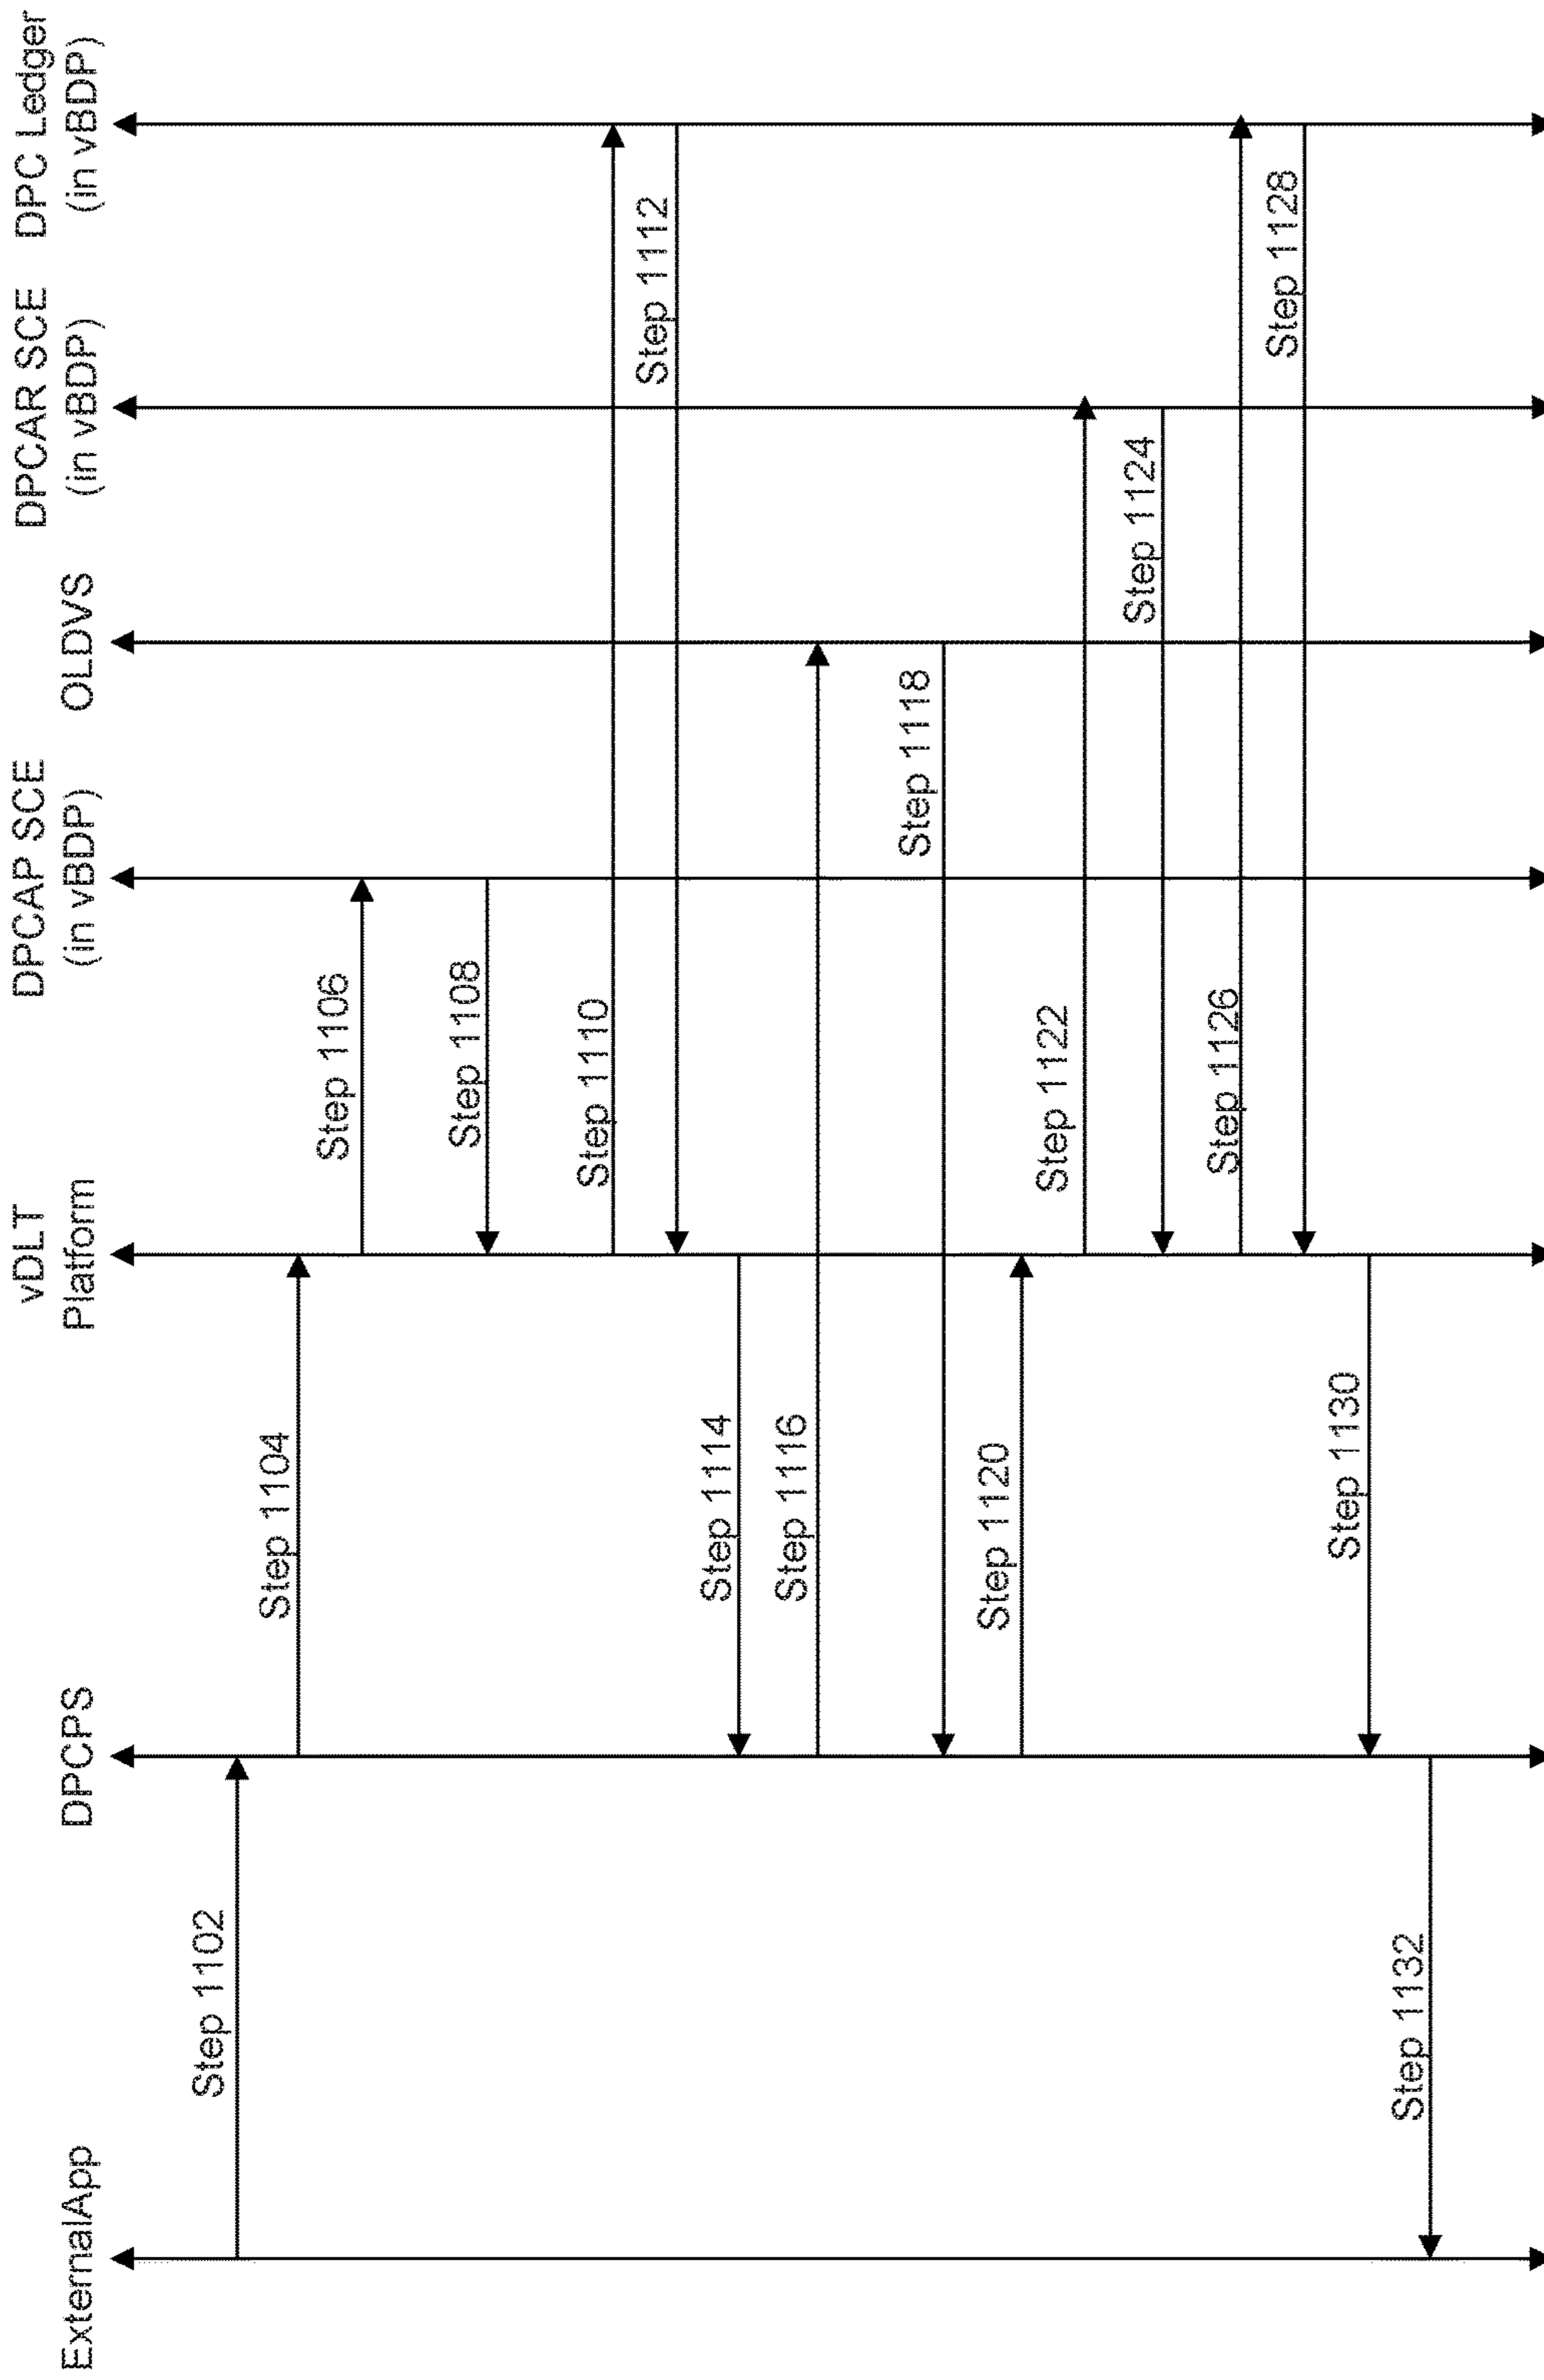 ExternalApp
DPCPS
vDLT
Platform
DPCAP SCE
(in vBDP)
OLDVS
DPCAR SCE
(in vBDP)
DPC Ledger
(in vBDP)
Step 1102
Step 1104
Step 1106
Step 1108
Step 1110
Step 1112
Step 1114
Step 1116
Step 1118
Step 1120
Step 1122
Step 1124
Step 1126
Step 1128
Step 1130
Step 1132